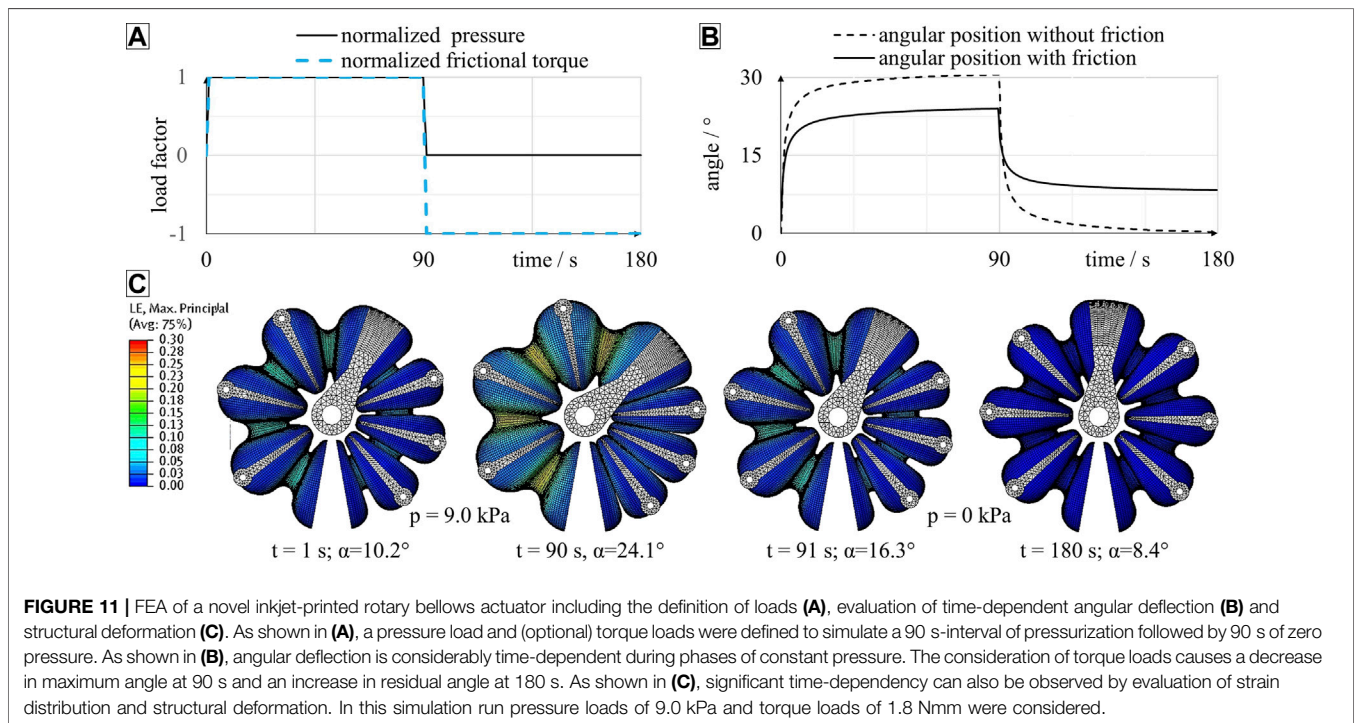 A
normalized pressure
normalized frictional torque
1
0
-1
load factor
0
90
time / s
180
B
angular position without friction
angular position with friction
30
15
0
angle / °
0
90
time / s
180
C
LE, Max. Principal
(Avg: 75%)
0.30
0.28
0.25
0.23
0.20
0.18
0.15
0.13
0.10
0.08
0.05
0.03
0.00
p = 9.0 kPa
p = 0 kPa
t = 1 s; α=10.2°
t = 90 s, α=24.1°
t = 91 s; α=16.3°
t = 180 s; α=8.4°
FIGURE 11 | FEA of a novel inkjet-printed rotary bellows actuator including the definition of loads (A), evaluation of time-dependent angular deflection (B) and
structural deformation (C). As shown in (A), a pressure load and (optional) torque loads were defined to simulate a 90 s-interval of pressurization followed by 90 s of zero
pressure. As shown in (B), angular deflection is considerably time-dependent during phases of constant pressure. The consideration of torque loads causes a decrease
in maximum angle at 90 s and an increase in residual angle at 180 s. As shown in (C), significant time-dependency can also be observed by evaluation of strain
distribution and structural deformation. In this simulation run pressure loads of 9.0 kPa and torque loads of 1.8 Nmm were considered.